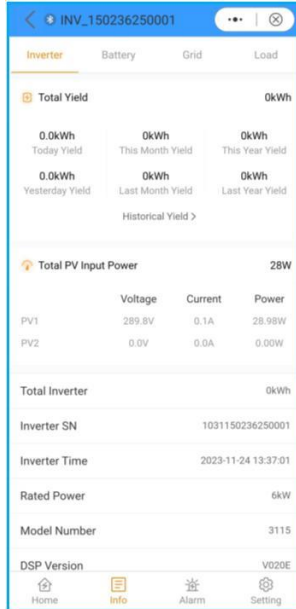 INV_150236250001
Inverter Battery Grid Load
Total Yield 0kWh
0.0kWh 0kWh 0kWh
Today Yield This Month Yield This Year Yield
0.0kWh 0kWh 0kWh
Yesterday Yield Last Month Yield Last Year Yield
Historical Yield >
Total PV Input Power 28W
Voltage Current Power
PV1 289.8V 0.1A 28.98W
PV2 0.0V 0.0A 0.00W
Total Inverter 0kWh
Inverter SN 1031150236250001
Inverter Time 2023-11-24 13:37:01
Rated Power 6kW
Model Number 3115
DSP Version V020E
Home Info Alarm Setting